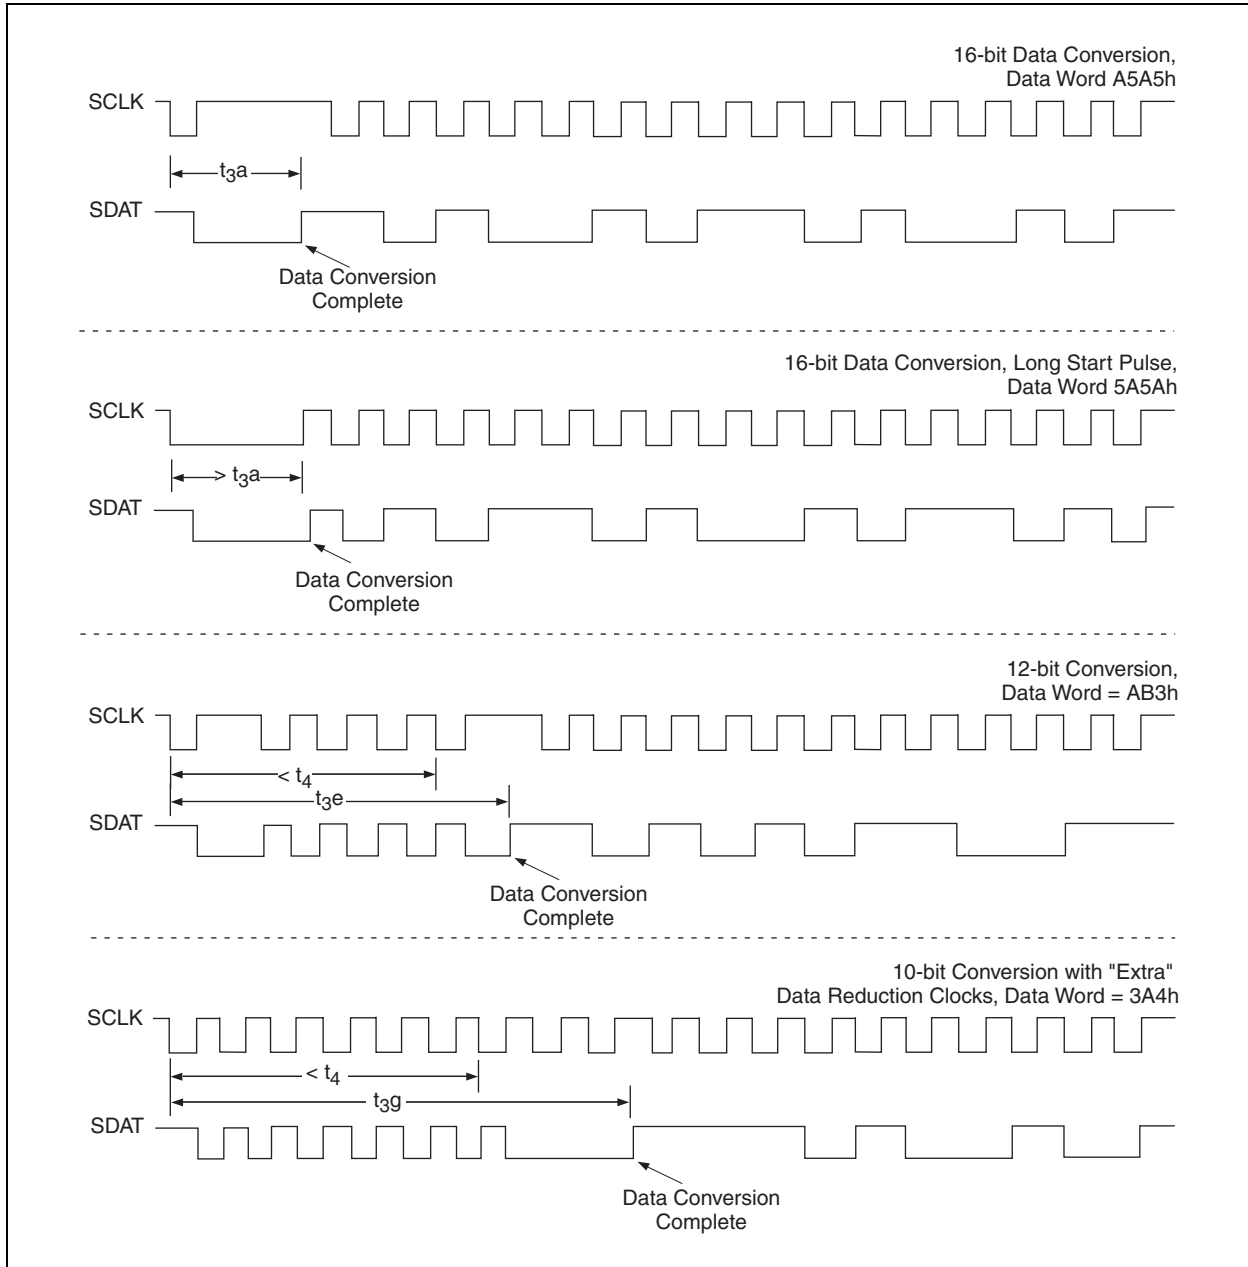 16-bit Data Conversion,
Data Word A5A5h
SCLK
t3a
SDAT
Data Conversion
Complete
16-bit Data Conversion, Long Start Pulse,
Data Word 5A5Ah
SCLK
> t3a
SDAT
Data Conversion
Complete
12-bit Conversion,
Data Word = AB3h
SCLK
< t4
t3e
SDAT
Data Conversion
Complete
10-bit Conversion with "Extra"
Data Reduction Clocks, Data Word = 3A4h
SCLK
< t4
t3g
SDAT
Data Conversion
Complete